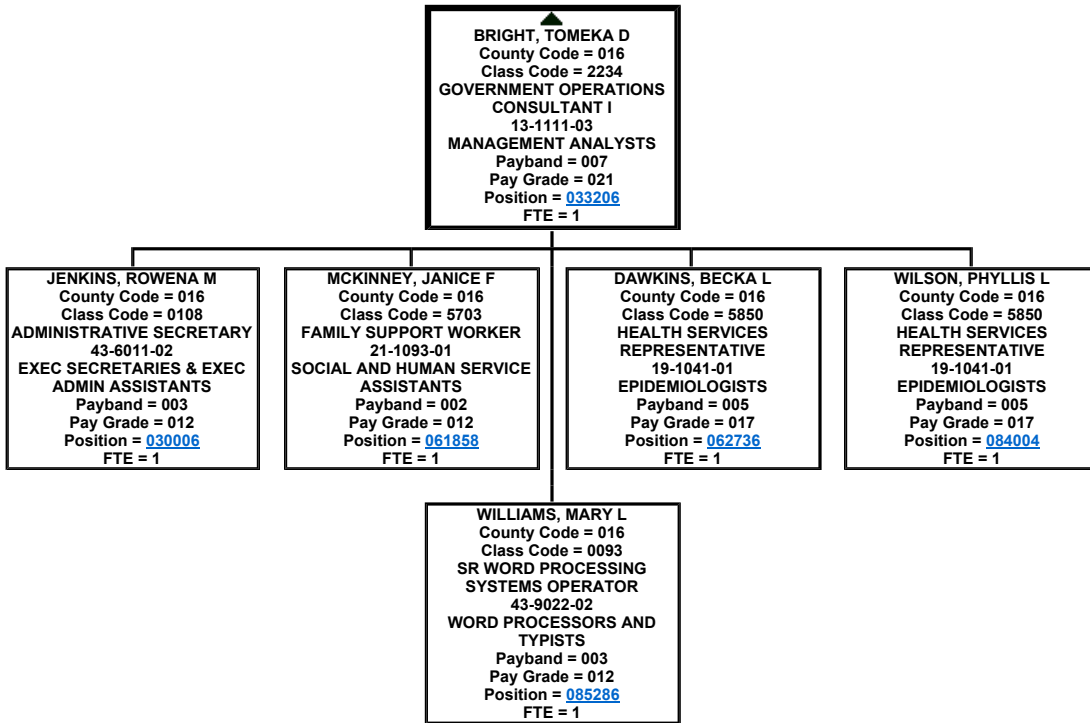 BRIGHT, TOMEKA D
County Code = 016
Class Code = 2234
GOVERNMENT OPERATIONS
CONSULTANT I
13-1111-03
MANAGEMENT ANALYSTS
Payband = 007
Pay Grade = 021
Position = 033206
FTE = 1
JENKINS, ROWENA M
County Code = 016
Class Code = 0108
ADMINISTRATIVE SECRETARY
43-6011-02
EXEC SECRETARIES & EXEC
ADMIN ASSISTANTS
Payband = 003
Pay Grade = 012
Position = 030006
FTE = 1
MCKINNEY, JANICE F
County Code = 016
Class Code = 5703
FAMILY SUPPORT WORKER
21-1093-01
SOCIAL AND HUMAN SERVICE
ASSISTANTS
Payband = 002
Pay Grade = 012
Position = 061858
FTE = 1
DAWKINS, BECKA L
County Code = 016
Class Code = 5850
HEALTH SERVICES
REPRESENTATIVE
19-1041-01
EPIDEMIOLOGISTS
Payband = 005
Pay Grade = 017
Position = 062736
FTE = 1
WILSON, PHYLLIS L
County Code = 016
Class Code = 5850
HEALTH SERVICES
REPRESENTATIVE
19-1041-01
EPIDEMIOLOGISTS
Payband = 005
Pay Grade = 017
Position = 084004
FTE = 1
WILLIAMS, MARY L
County Code = 016
Class Code = 0093
SR WORD PROCESSING
SYSTEMS OPERATOR
43-9022-02
WORD PROCESSORS AND
TYPISTS
Payband = 003
Pay Grade = 012
Position = 085286
FTE = 1